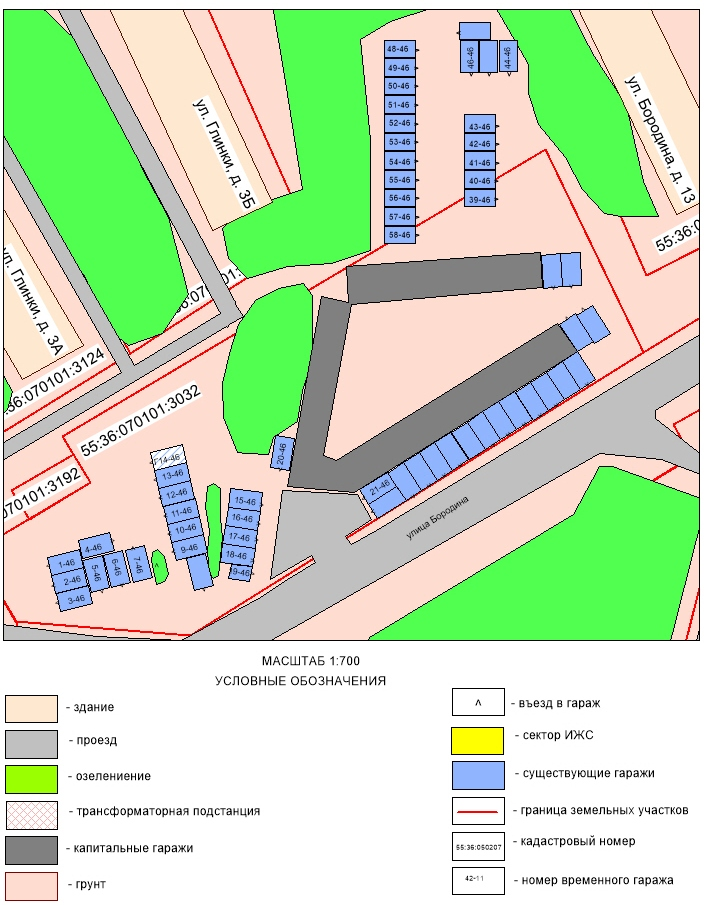 48-46
49-46
50-46
51-46
52-46
53-46
54-46
55-46
56-46
57-46
58-46
46-46
44-46
43-46
42-46
41-46
40-46
39-46
ул. Глинки, д. 3Б
ул. Бородина, д. 13
55:36:0
ул. Глинки, д. 3А
36:070101:3124
55:36:070101:3032
070101:3192
14-46
13-46
12-46
11-46
10-46
9-46
20-46
21-46
15-46
16-46
17-46
18-46
19-46
1-46
2-46
3-46
4-46
5-46
6-46
7-46
улица Бородина
МАСШТАБ 1:700
УСЛОВНЫЕ ОБОЗНАЧЕНИЯ
- здание
- проезд
- озеленіение
- трансформаторная подстанция
- капитальные гаражи
- грунт
- въезд в гараж
- сектор ИЖС
- существующие гаражи
- граница земельных участков
55:36:050207
- кадастровый номер
42-11
- номер временного гаража